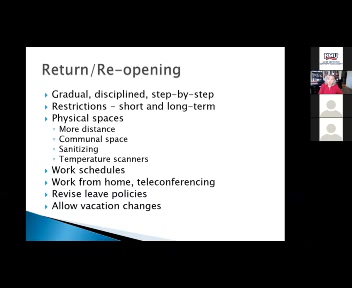 Return/Re-opening
Gradual, disciplined, step-by-step
Restrictions – short and long-term
Physical spaces
More distance
Communal space
Sanitizing
Temperature scanners
Work schedules
Work from home, teleconferencing
Revise leave policies
Allow vacation changes